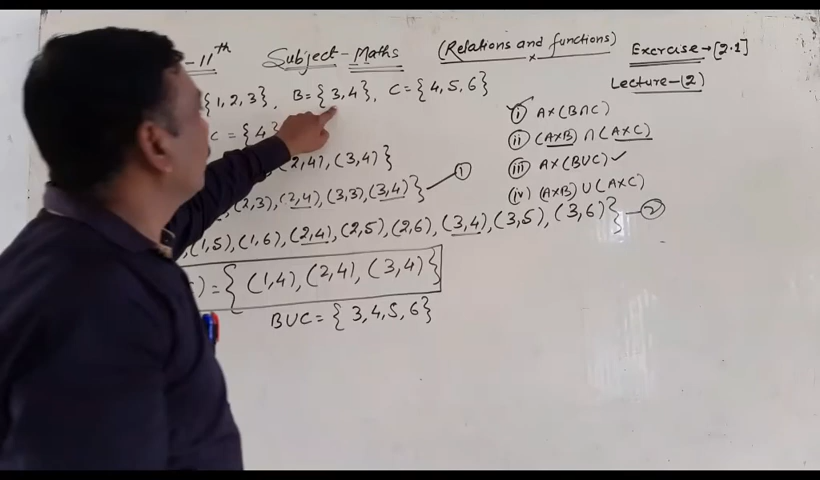 -11th Subject-Maths (Relations and functions) Exercise→[2.1]
Lecture-(2)
{1,2,3}, B={3,4}, C={4,5,6}
C = {4}
(2,4), (3,4)}
(2,3), (2,4), (3,3), (3,4)} — ①
(1,5), (1,6), (2,4), (2,5), (2,6), (3,4), (3,5), (3,6)} — ②
) = {(1,4), (2,4), (3,4)}
BUC = {3,4,5,6}
(i) A×(B∩C)
(ii) (A×B) ∩ (A×C)
(iii) A×(BUC) ✓
(iv) (A×B) U (A×C)